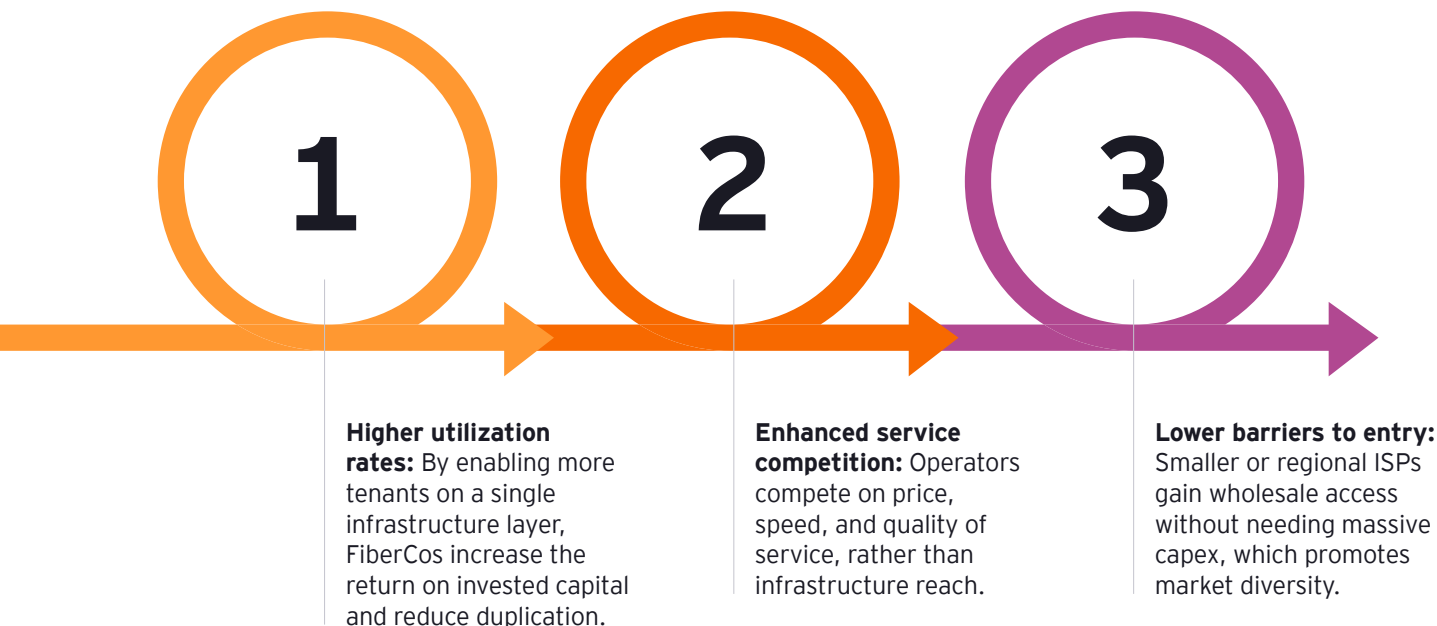 1
Higher utilization
rates: By enabling more
tenants on a single
infrastructure layer,
FiberCos increase the
return on invested capital
and reduce duplication.
2
Enhanced service
competition: Operators
compete on price,
speed, and quality of
service, rather than
infrastructure reach.
3
Lower barriers to entry:
Smaller or regional ISPs
gain wholesale access
without needing massive
capex, which promotes
market diversity.